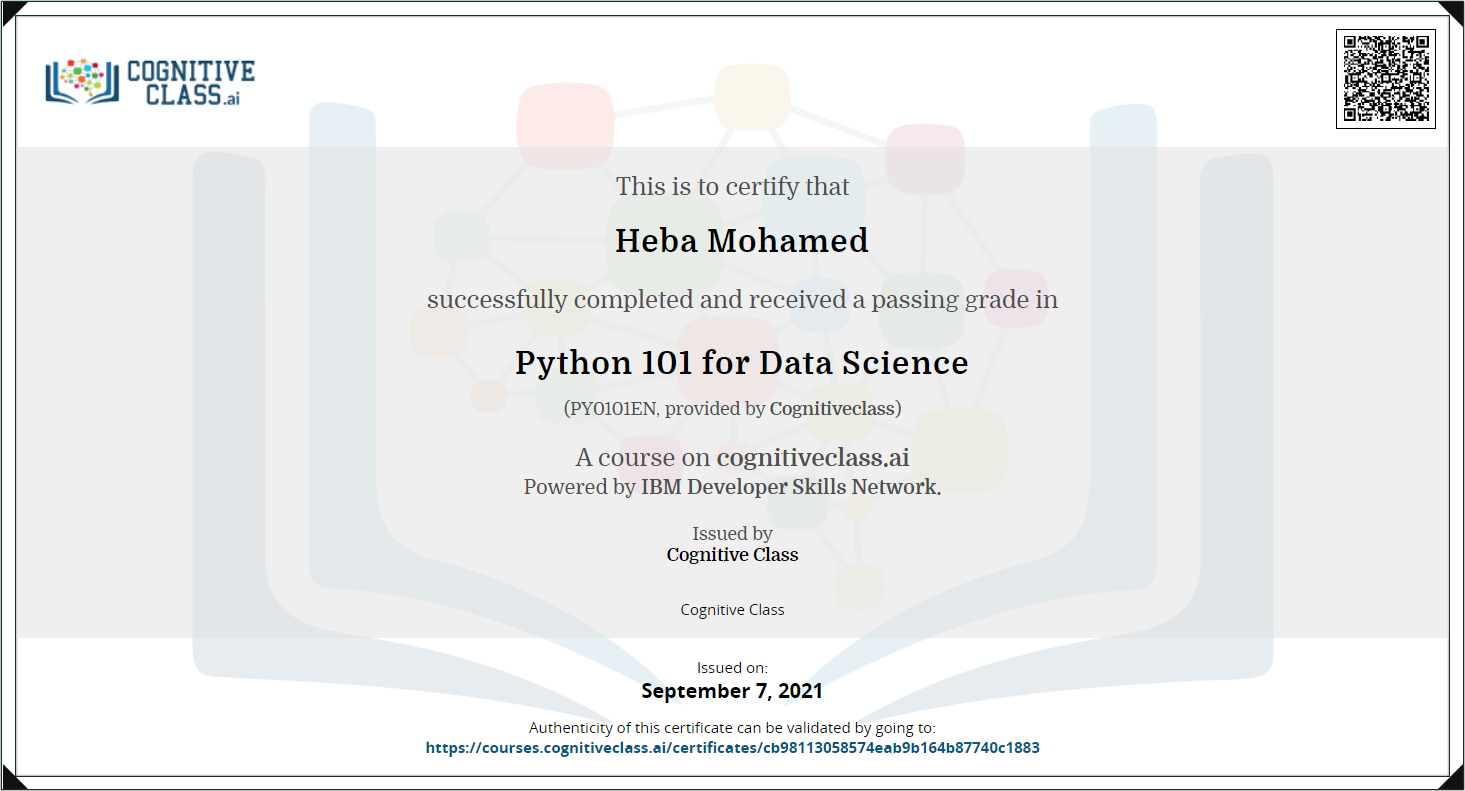 COGNITIVE
CLASS.ai
This is to certify that
Heba Mohamed
successfully completed and received a passing grade in
Python 101 for Data Science
(PY0101EN, provided by Cognitiveclass)
A course on cognitiveclass.ai
Powered by IBM Developer Skills Network.
Issued by
Cognitive Class
Cognitive Class
Issued on:
September 7, 2021
Authenticity of this certificate can be validated by going to:
https://courses.cognitiveclass.ai/certificates/cb98113058574eab9b164b87740c1883